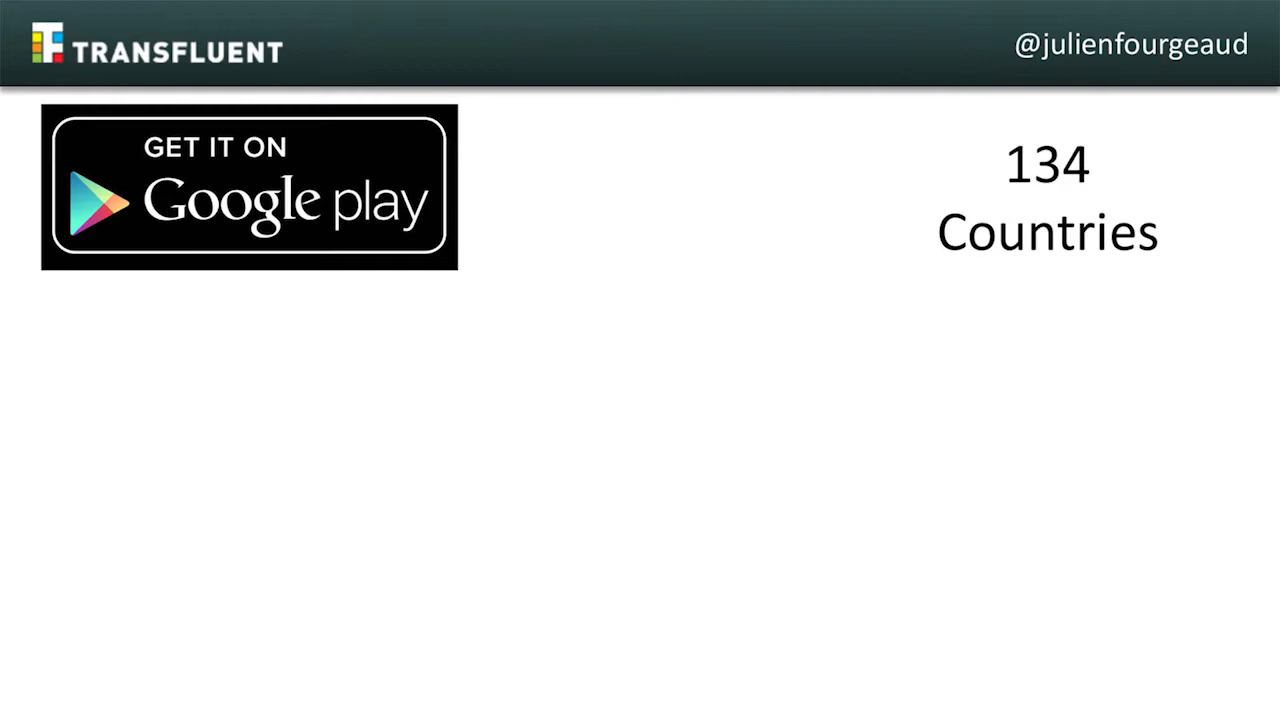 TRANSFLUENT
@julienfourgeaud
GET IT ON
Google play
134
Countries